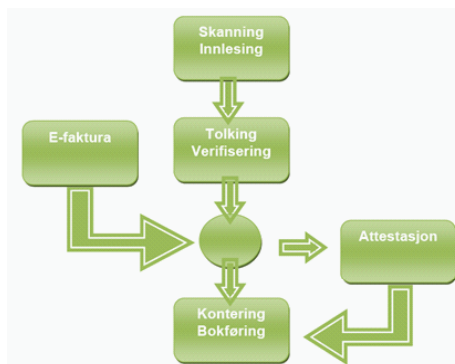 Skanning
Innlesing
E-faktura
Tolking
Verifisering
Attestasjon
Kontering
Bokføring